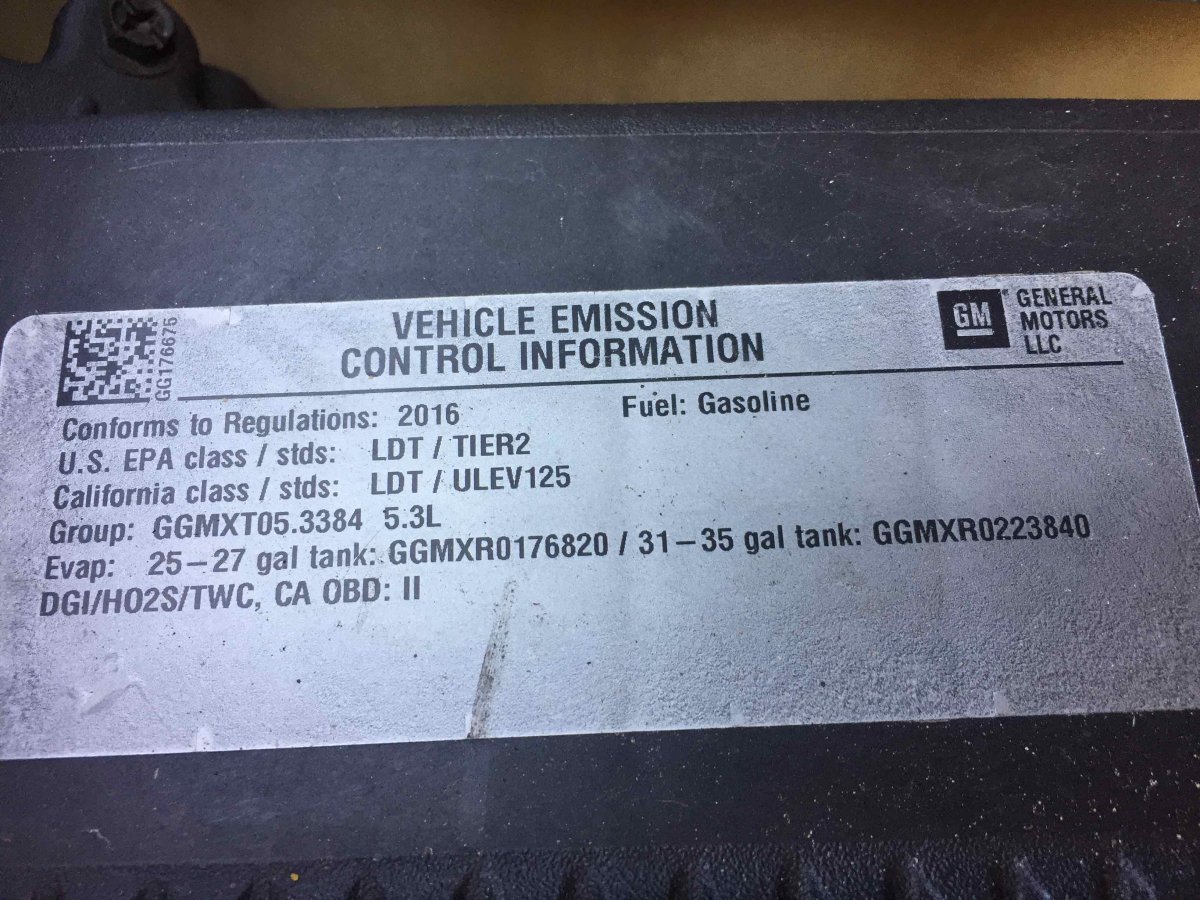 GG176675
VEHICLE EMISSION
CONTROL INFORMATION
GM
GENERAL
MOTORS
LLC
Conforms to Regulations: 2016
Fuel: Gasoline
U.S. EPA class / stds: LDT / TIER2
California class / stds: LDT / ULEV125
Group: GGMXT05.3384 5.3L
Evap: 25–27 gal tank: GGMXR0176820 / 31–35 gal tank: GGMXR0223840
DGI/HO2S/TWC, CA OBD: II